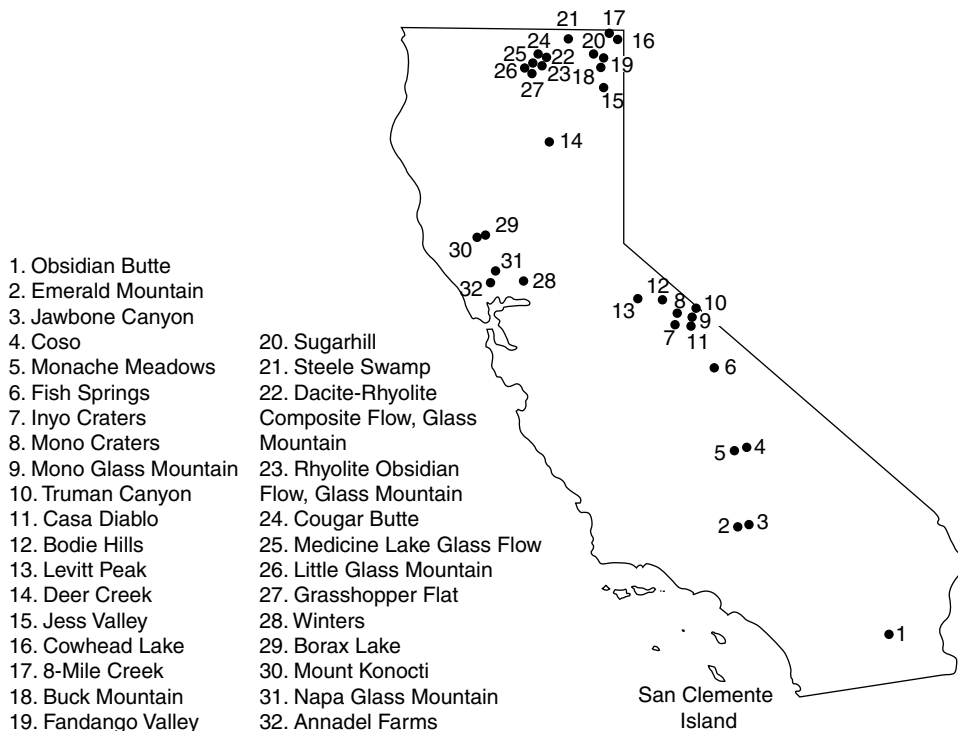 1. Obsidian Butte
2. Emerald Mountain
3. Jawbone Canyon
4. Coso
5. Monache Meadows
6. Fish Springs
7. Inyo Craters
8. Mono Craters
9. Mono Glass Mountain
10. Truman Canyon
11. Casa Diablo
12. Bodie Hills
13. Levitt Peak
14. Deer Creek
15. Jess Valley
16. Cowhead Lake
17. 8-Mile Creek
18. Buck Mountain
19. Fandango Valley
20. Sugarhill
21. Steele Swamp
22. Dacite-Rhyolite
Composite Flow, Glass
Mountain
23. Rhyolite Obsidian
Flow, Glass Mountain
24. Cougar Butte
25. Medicine Lake Glass Flow
26. Little Glass Mountain
27. Grasshopper Flat
28. Winters
29. Borax Lake
30. Mount Konocti
31. Napa Glass Mountain
32. Annadel Farms
17
21
16
24
20
25
22
19
26
23
18
27
15
14
29
30
31
32
28
12
13
8
10
9
7
11
6
5
4
2
3
1
San Clemente
Island